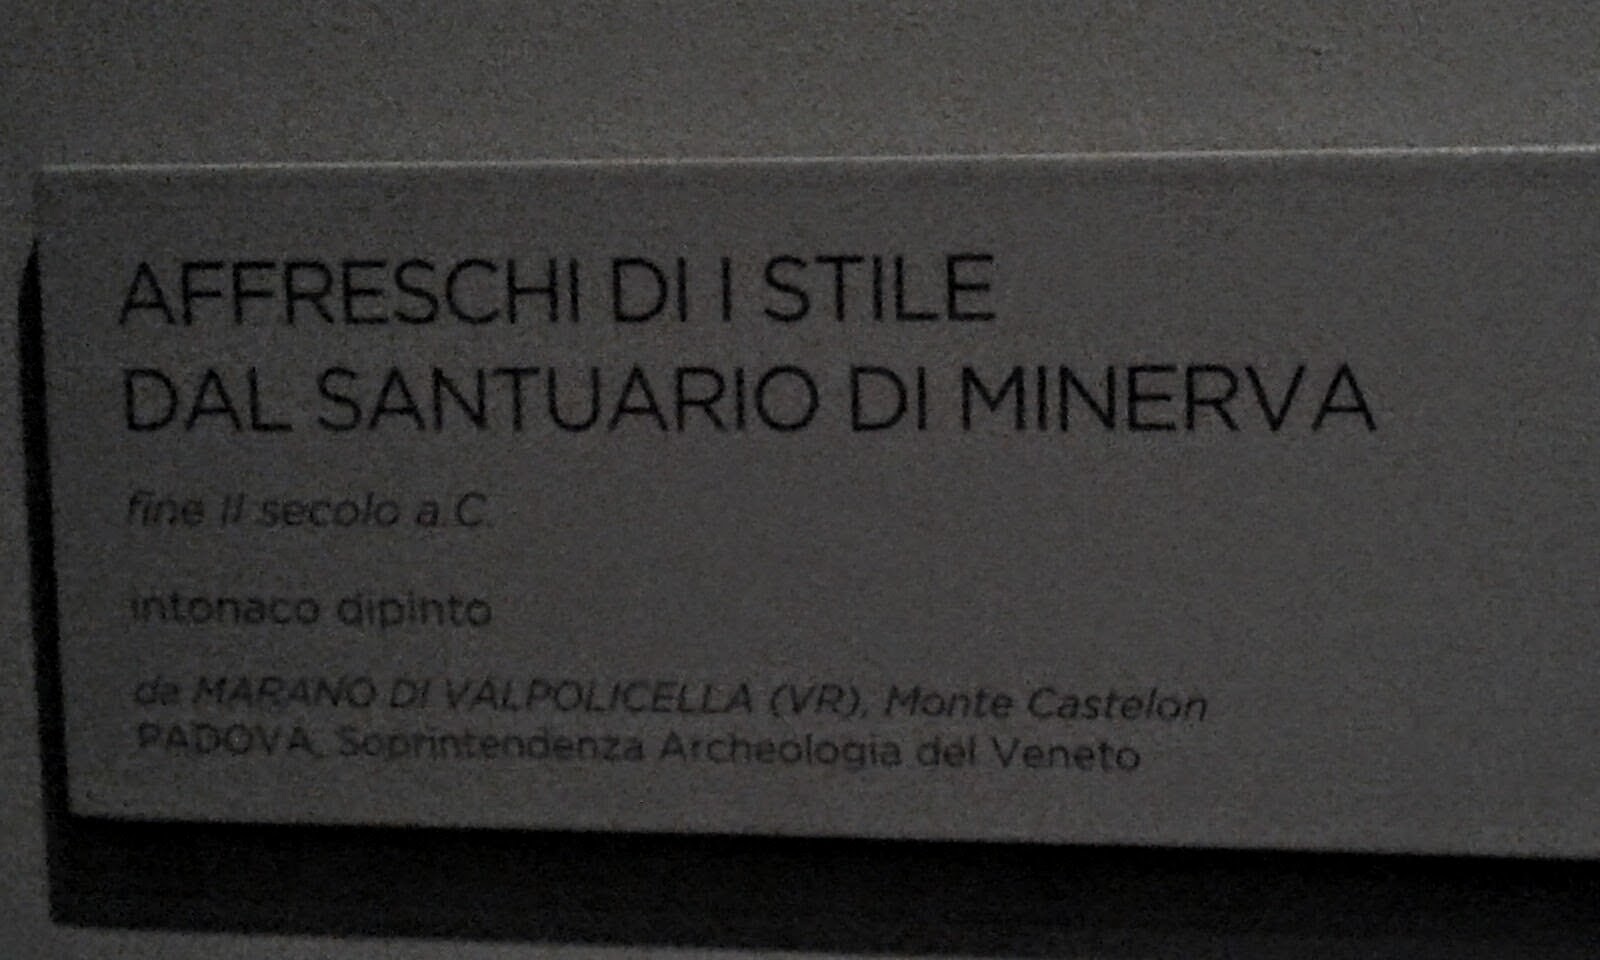 AFFRESCHI DI I STILE
DAL SANTUARIO DI MINERVA
fine II secolo a.C.
intonaco dipinto
da MARANO DI VALPOLICELLA (VR), Monte Castelon
PADOVA, Soprintendenza Archeologia del Veneto